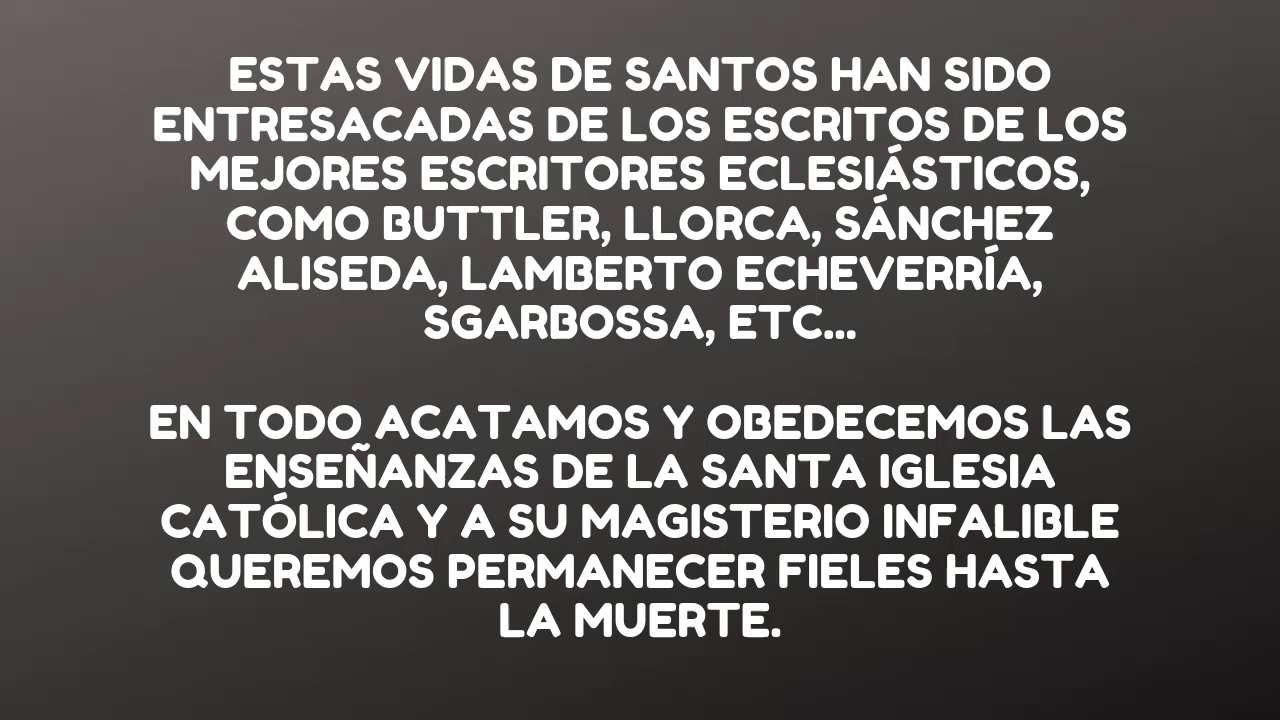 ESTAS VIDAS DE SANTOS HAN SIDO
ENTRESACADAS DE LOS ESCRITOS DE LOS
MEJORES ESCRITORES ECLESIÁSTICOS,
COMO BUTTLER, LLORCA, SÁNCHEZ
ALISEDA, LAMBERTO ECHEVERRÍA,
SGARBOSSA, ETC...
EN TODO ACATAMOS Y OBEDECEMOS LAS
ENSEÑANZAS DE LA SANTA IGLESIA
CATÓLICA Y A SU MAGISTERIO INFALIBLE
QUEREMOS PERMANECER FIELES HASTA
LA MUERTE.